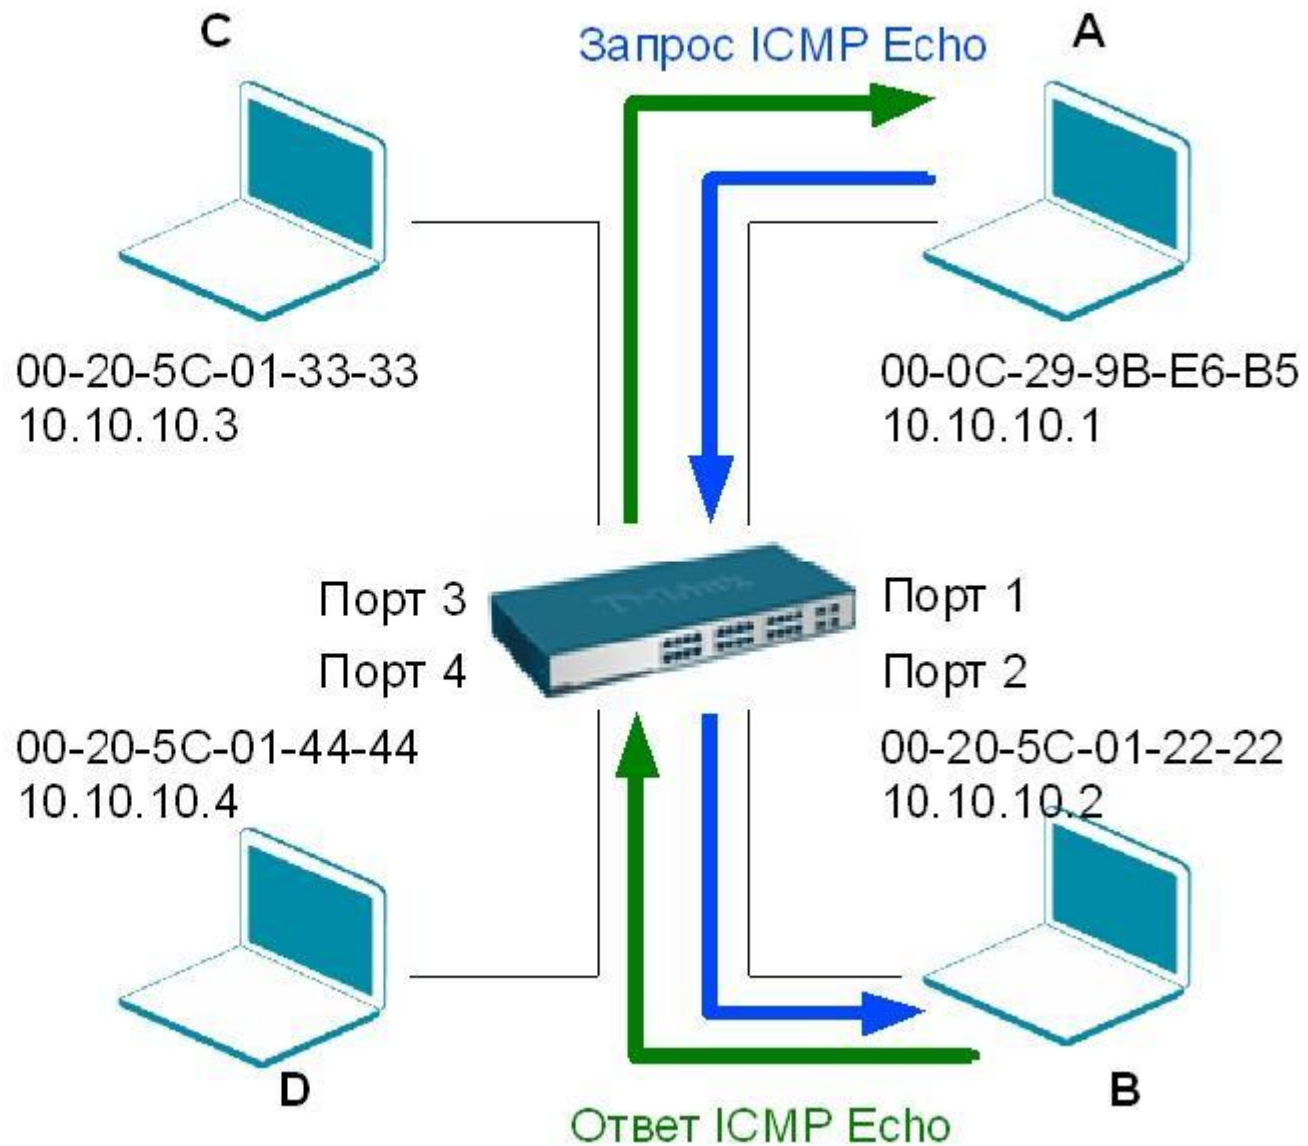 C
Запрос ICMP Echo
A
00-20-5C-01-33-33
10.10.10.3
00-0C-29-9B-E6-B5
10.10.10.1
Порт 3
Порт 1
Порт 4
Порт 2
00-20-5C-01-44-44
10.10.10.4
00-20-5C-01-22-22
10.10.10.2
D
B
Ответ ICMP Echo